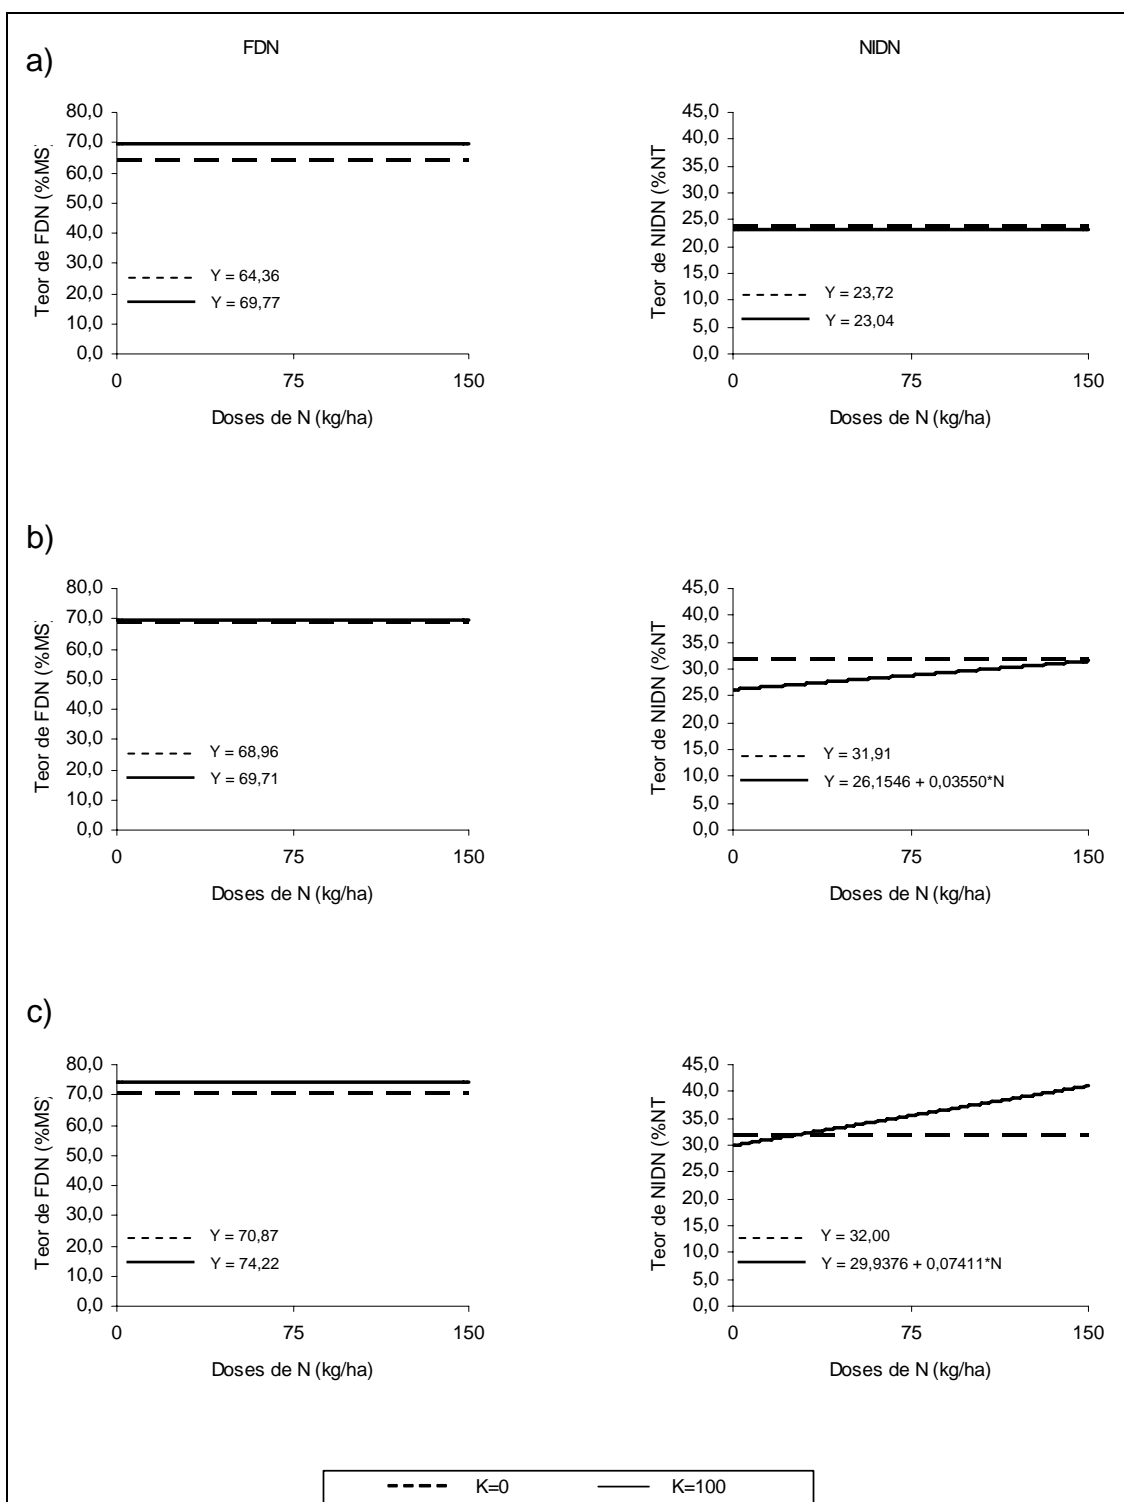 FDN
NIDN
a)
80,0
70,0
60,0
50,0
40,0
30,0
20,0
10,0
0,0
Teor de FDN (%MS)
Y = 64,36
Y = 69,77
0 75 150
Doses de N (kg/ha)
45,0
40,0
35,0
30,0
25,0
20,0
15,0
10,0
5,0
0,0
Teor de NIDN (%NT
Y = 23,72
Y = 23,04
0 75 150
Doses de N (kg/ha)
b)
80,0
70,0
60,0
50,0
40,0
30,0
20,0
10,0
0,0
Teor de FDN (%MS)
Y = 68,96
Y = 69,71
0 75 150
Doses de N (kg/ha)
45,0
40,0
35,0
30,0
25,0
20,0
15,0
10,0
5,0
0,0
Teor de NIDN (%NT
Y = 31,91
Y = 26,1546 + 0,03550*N
0 75 150
Doses de N (kg/ha)
c)
80,0
70,0
60,0
50,0
40,0
30,0
20,0
10,0
0,0
Teor de FDN (%MS)
Y = 70,87
Y = 74,22
0 75 150
Doses de N (kg/ha)
45,0
40,0
35,0
30,0
25,0
20,0
15,0
10,0
5,0
0,0
Teor de NIDN (%NT
Y = 32,00
Y = 29,9376 + 0,07411*N
0 75 150
Doses de N (kg/ha)
K=0 K=100